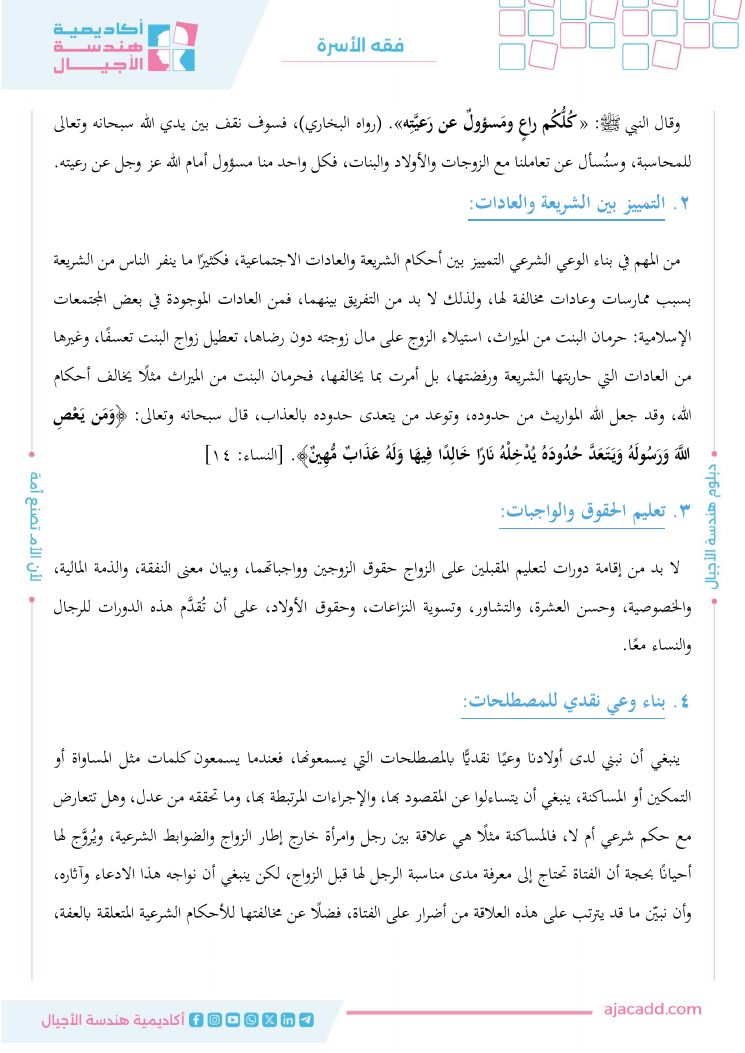 أكاديمية
هندسة
الأجيال
فقه الأسرة
وقال النبي ﷺ: «كُلُّكُم راعٍ ومَسؤولٌ عن رَعيَّتِه». (رواه البخاري)، فسوف نقف بين يدي الله سبحانه وتعالى
للمحاسبة، وسنُسأل عن تعاملنا مع الزوجات والأولاد والبنات، فكل واحد منا مسؤول أمام الله عز وجل عن رعيته.
٢. التمييز بين الشريعة والعادات:
من المهم في بناء الوعي الشرعي التمييز بين أحكام الشريعة والعادات الاجتماعية، فكثيرًا ما ينفر الناس من الشريعة
بسبب ممارسات وعادات مخالفة لها، ولذلك لا بد من التفريق بينهما، فمن العادات الموجودة في بعض المجتمعات
الإسلامية: حرمان البنت من الميراث، استيلاء الزوج على مال زوجته دون رضاها، تعطيل زواج البنت تعسفًا، وغيرها
من العادات التي حاربتها الشريعة ورفضتها، بل أمرت بما يخالفها، فحرمان البنت من الميراث مثلًا يخالف أحكام
الله، وقد جعل الله المواريث من حدوده، وتوعد من يتعدى حدوده بالعذاب، قال سبحانه وتعالى: ﴿وَمَن يَعْصِ
اللَّهَ وَرَسُولَهُ وَيَتَعَدَّ حُدُودَهُ يُدْخِلْهُ نَارًا خَالِدًا فِيهَا وَلَهُ عَذَابٌ مُّهِينٌ﴾. [النساء: ١٤]
٣. تعليم الحقوق والواجبات:
لا بد من إقامة دورات لتعليم المقبلين على الزواج حقوق الزوجين وواجباتهما، وبيان معنى النفقة، والذمة المالية،
والخصوصية، وحسن العشرة، والتشاور، وتسوية النزاعات، وحقوق الأولاد، على أن تُقدَّم هذه الدورات للرجال
والنساء معًا.
٤. بناء وعي نقدي للمصطلحات:
ينبغي أن نبني لدى أولادنا وعيًا نقديًّا بالمصطلحات التي يسمعونها، فعندما يسمعون كلمات مثل المساواة أو
التمكين أو المساكنة، ينبغي أن يتساءلوا عن المقصود بها، والإجراءات المرتبطة بها، وما تحققه من عدل، وهل تتعارض
مع حكم شرعي أم لا، فالمساكنة مثلًا هي علاقة بين رجل وامرأة خارج إطار الزواج والضوابط الشرعية، ويُروَّج لها
أحيانًا بحجة أن الفتاة تحتاج إلى معرفة مدى مناسبة الرجل لها قبل الزواج، لكن ينبغي أن نواجه هذا الادعاء وآثاره،
وأن نبيّن ما قد يترتب على هذه العلاقة من أضرار على الفتاة، فضلًا عن مخالفتها للأحكام الشرعية المتعلقة بالعفة،
دبلوم هندسة الأجيال
لأن الأم تصنع أمة
أكاديمية هندسة الأجيال
ajacadd.com